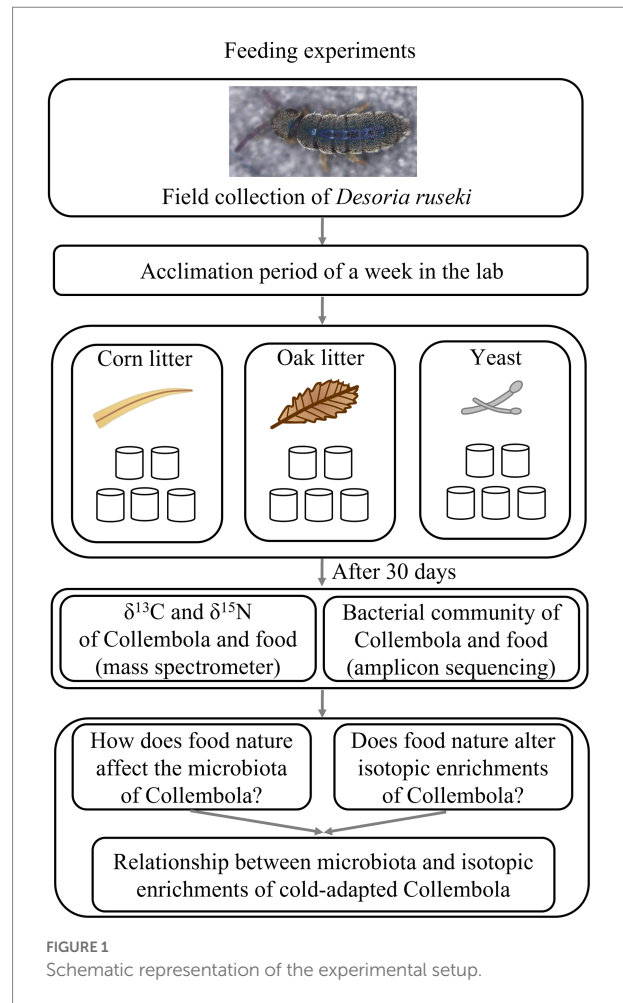 Feeding experiments
Field collection of Desoria ruseki
Acclimation period of a week in the lab
Corn litter
Oak litter
Yeast
After 30 days
δ¹³C and δ¹⁵N
of Collembola and food
(mass spectrometer)
Bacterial community of
Collembola and food
(amplicon sequencing)
How does food nature
affect the microbiota
of Collembola?
Does food nature alter
isotopic enrichments
of Collembola?
Relationship between microbiota and isotopic
enrichments of cold-adapted Collembola
FIGURE 1
Schematic representation of the experimental setup.